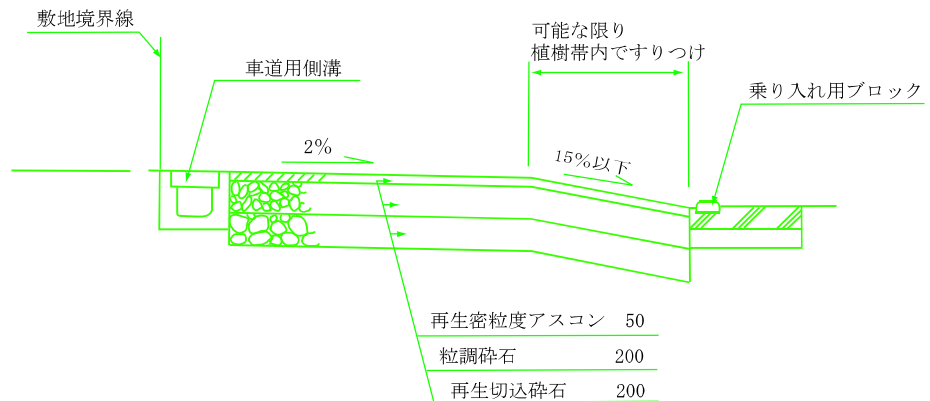 敷地境界線
車道用側溝
可能な限り
植樹帯内ですりつけ
乗り入れ用ブロック
2%
15%以下
再生密粒度アスコン 50
粒調砕石 200
再生切込砕石 200